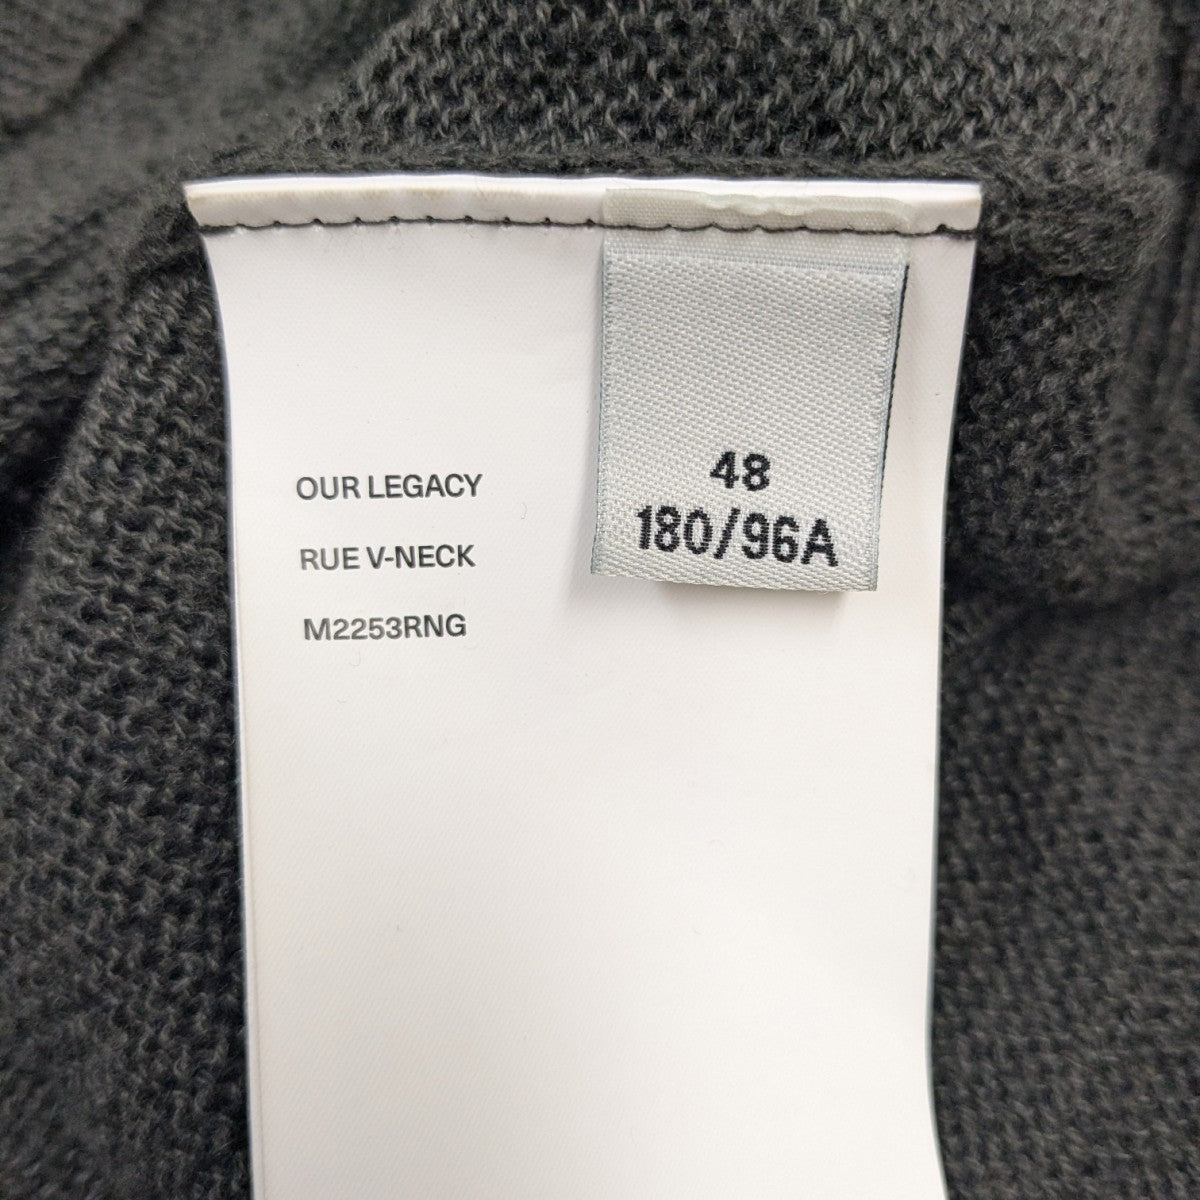 OUR LEGACY
RUE V-NECK
M2253RNG
48
180/96A